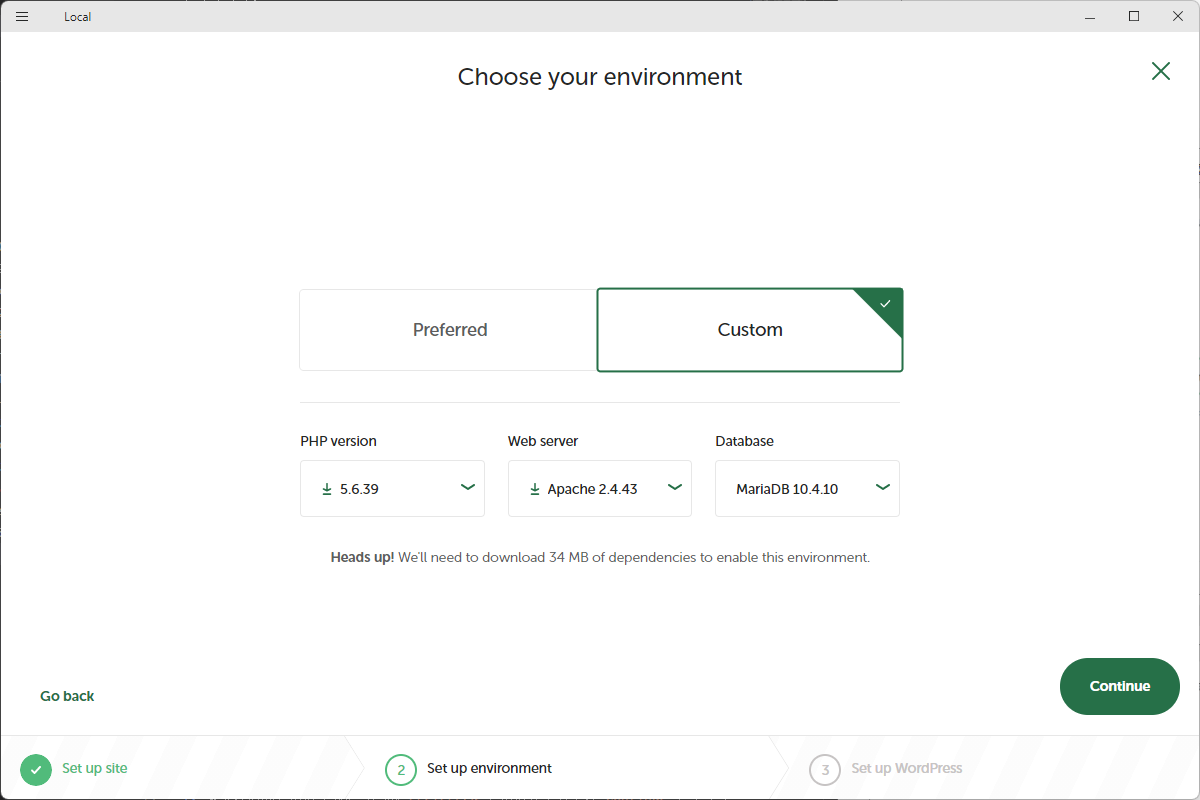 Local
Choose your environment
Preferred
Custom
PHP version
Web server
Database
5.6.39
Apache 2.4.43
MariaDB 10.4.10
Heads up! We'll need to download 34 MB of dependencies to enable this environment.
Go back
Continue
Set up site
2 Set up environment
3 Set up WordPress